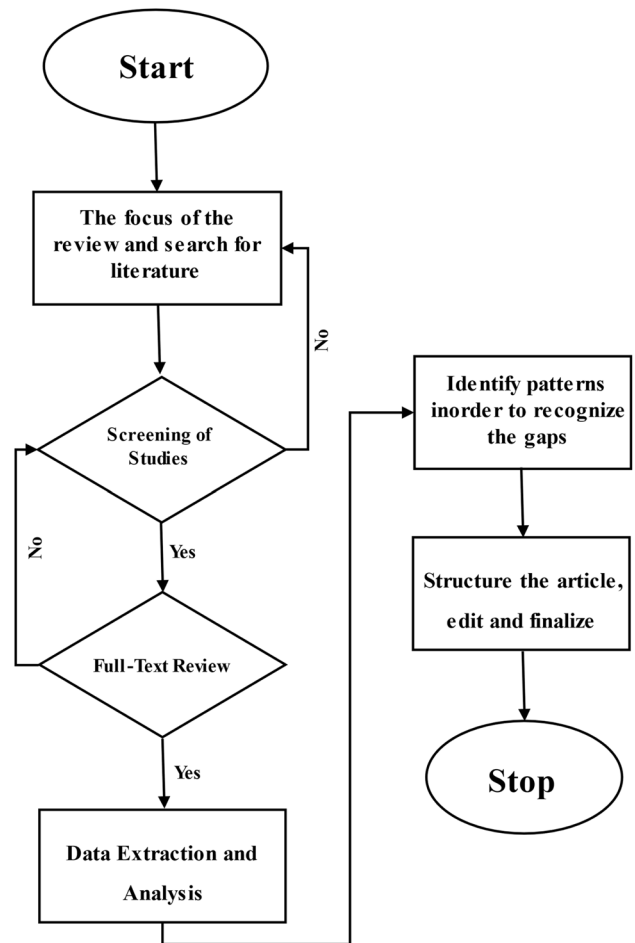 Start
The focus of the
review and search for
literature
No
Screening of
Studies
Yes
No
Full-Text Review
Yes
Data Extraction and
Analysis
Identify patterns
inorder to recognize
the gaps
Structure the article,
edit and finalize
Stop